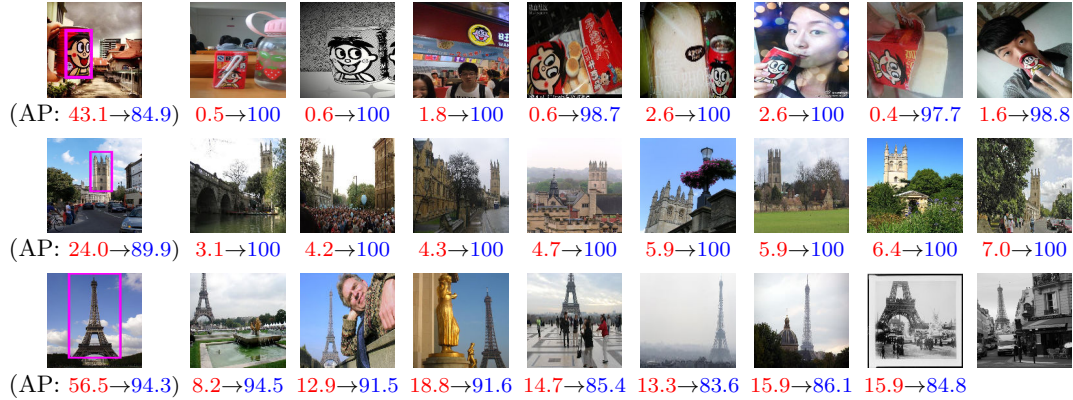 (AP: 43.1→84.9) 0.5→100 0.6→100 1.8→100 0.6→98.7 2.6→100 2.6→100 0.4→97.7 1.6→98.8
(AP: 24.0→89.9) 3.1→100 4.2→100 4.3→100 4.7→100 5.9→100 5.9→100 6.4→100 7.0→100
(AP: 56.5→94.3) 8.2→94.5 12.9→91.5 18.8→91.6 14.7→85.4 13.3→83.6 15.9→86.1 15.9→84.8